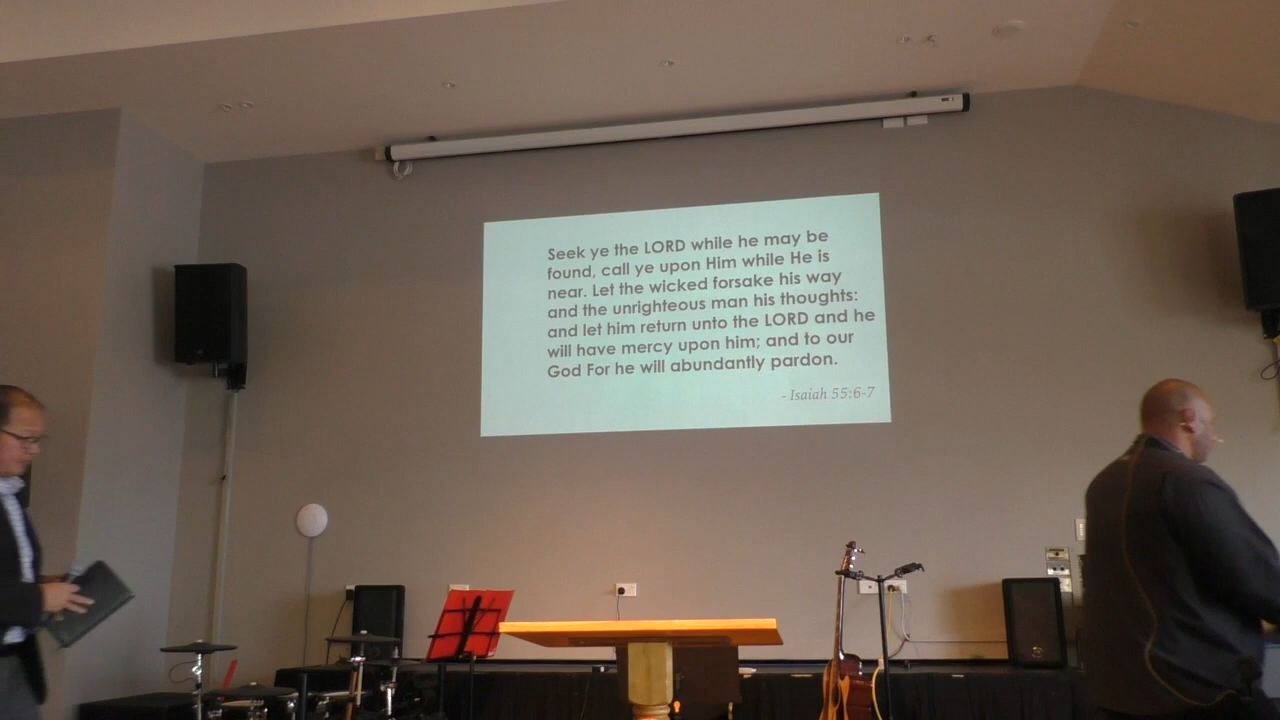 Seek ye the LORD while he may be
found, call ye upon Him while He is
near. Let the wicked forsake his way
and the unrighteous man his thoughts:
and let him return unto the LORD and he
will have mercy upon him; and to our
God For he will abundantly pardon.
- Isaiah 55:6-7